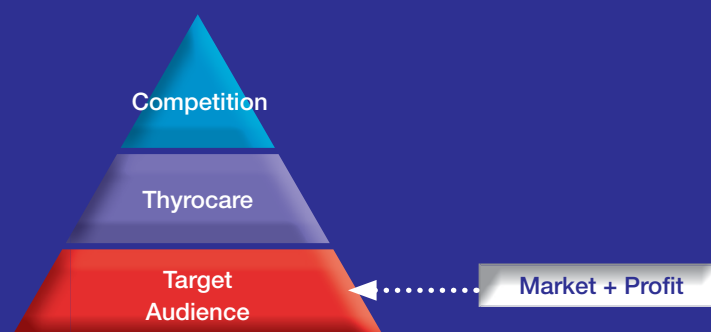 Competition
Thyrocare
Target
Audience
Market + Profit